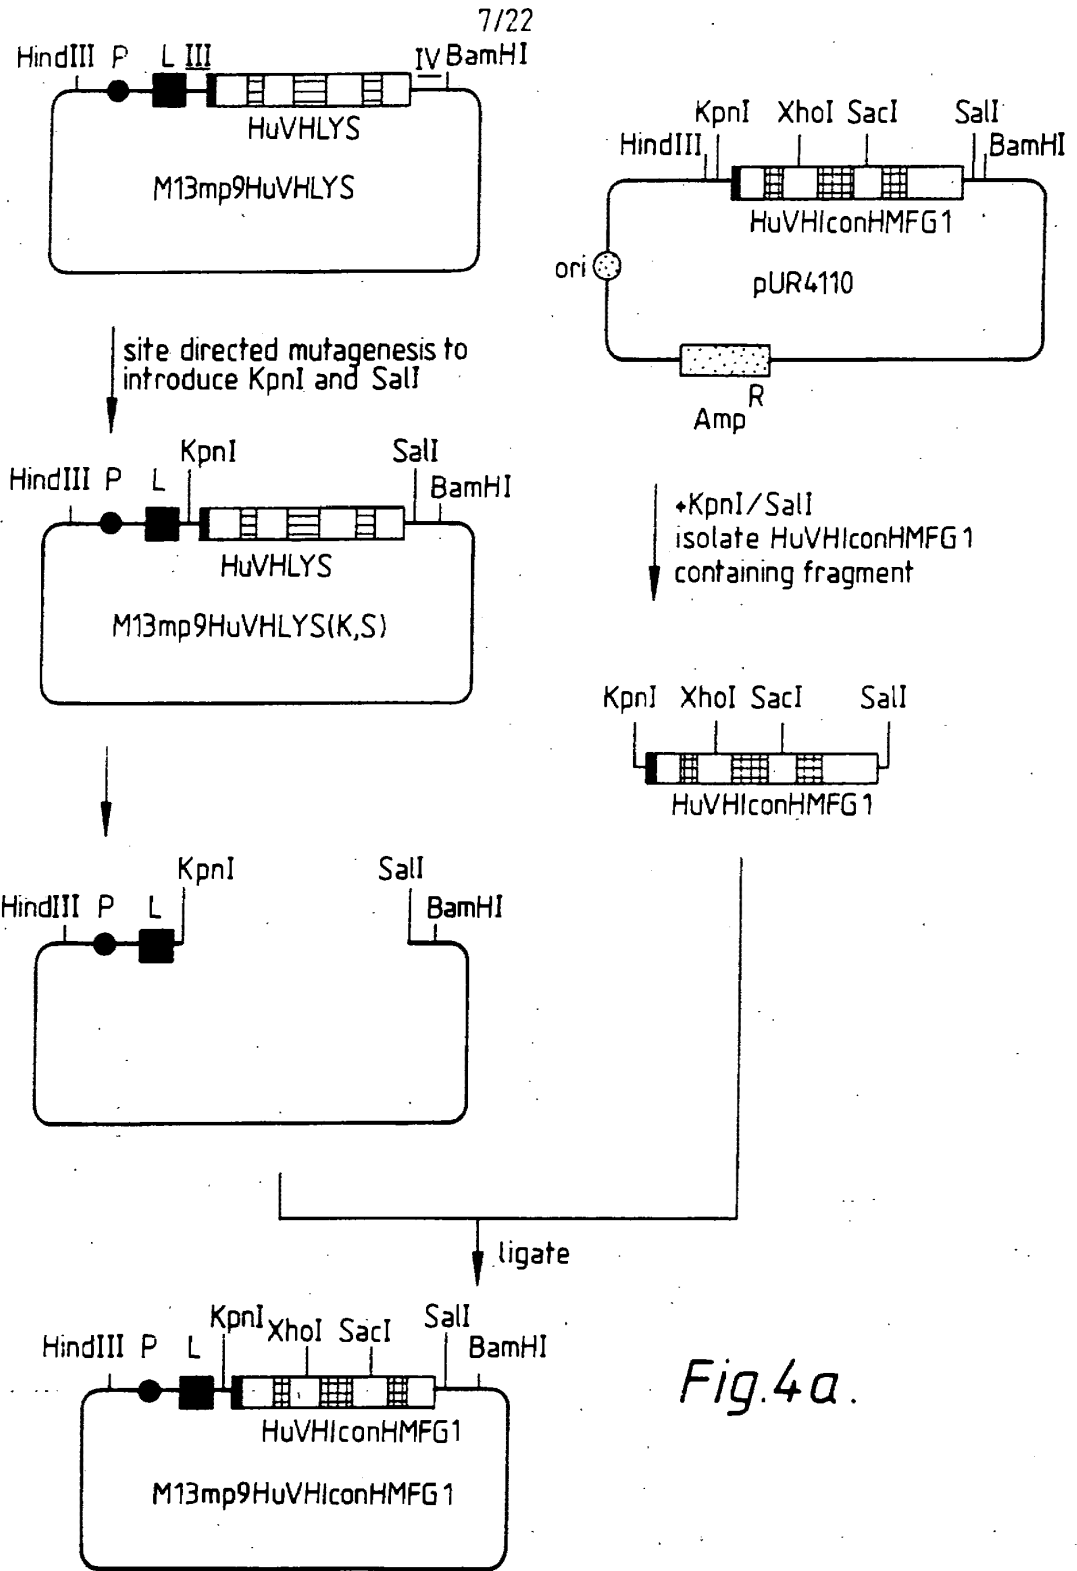 7/22
HindIII P L III IV BamHI
HuVHLYS
M13mp9HuVHLYS
site directed mutagenesis to
introduce KpnI and SalI
HindIII P L KpnI SalI BamHI
HuVHLYS
M13mp9HuVHLYS(K,S)
HindIII P L KpnI SalI BamHI
HindIII KpnI XhoI SacI SalI BamHI
HuVHIconHMFG1
ori
pUR4110
Amp R
+KpnI/SalI
isolate HuVHIconHMFG1
containing fragment
KpnI XhoI SacI SalI
HuVHIconHMFG1
ligate
HindIII P L KpnI XhoI SacI SalI BamHI
HuVHIconHMFG1
M13mp9HuVHIconHMFG1
Fig.4a.